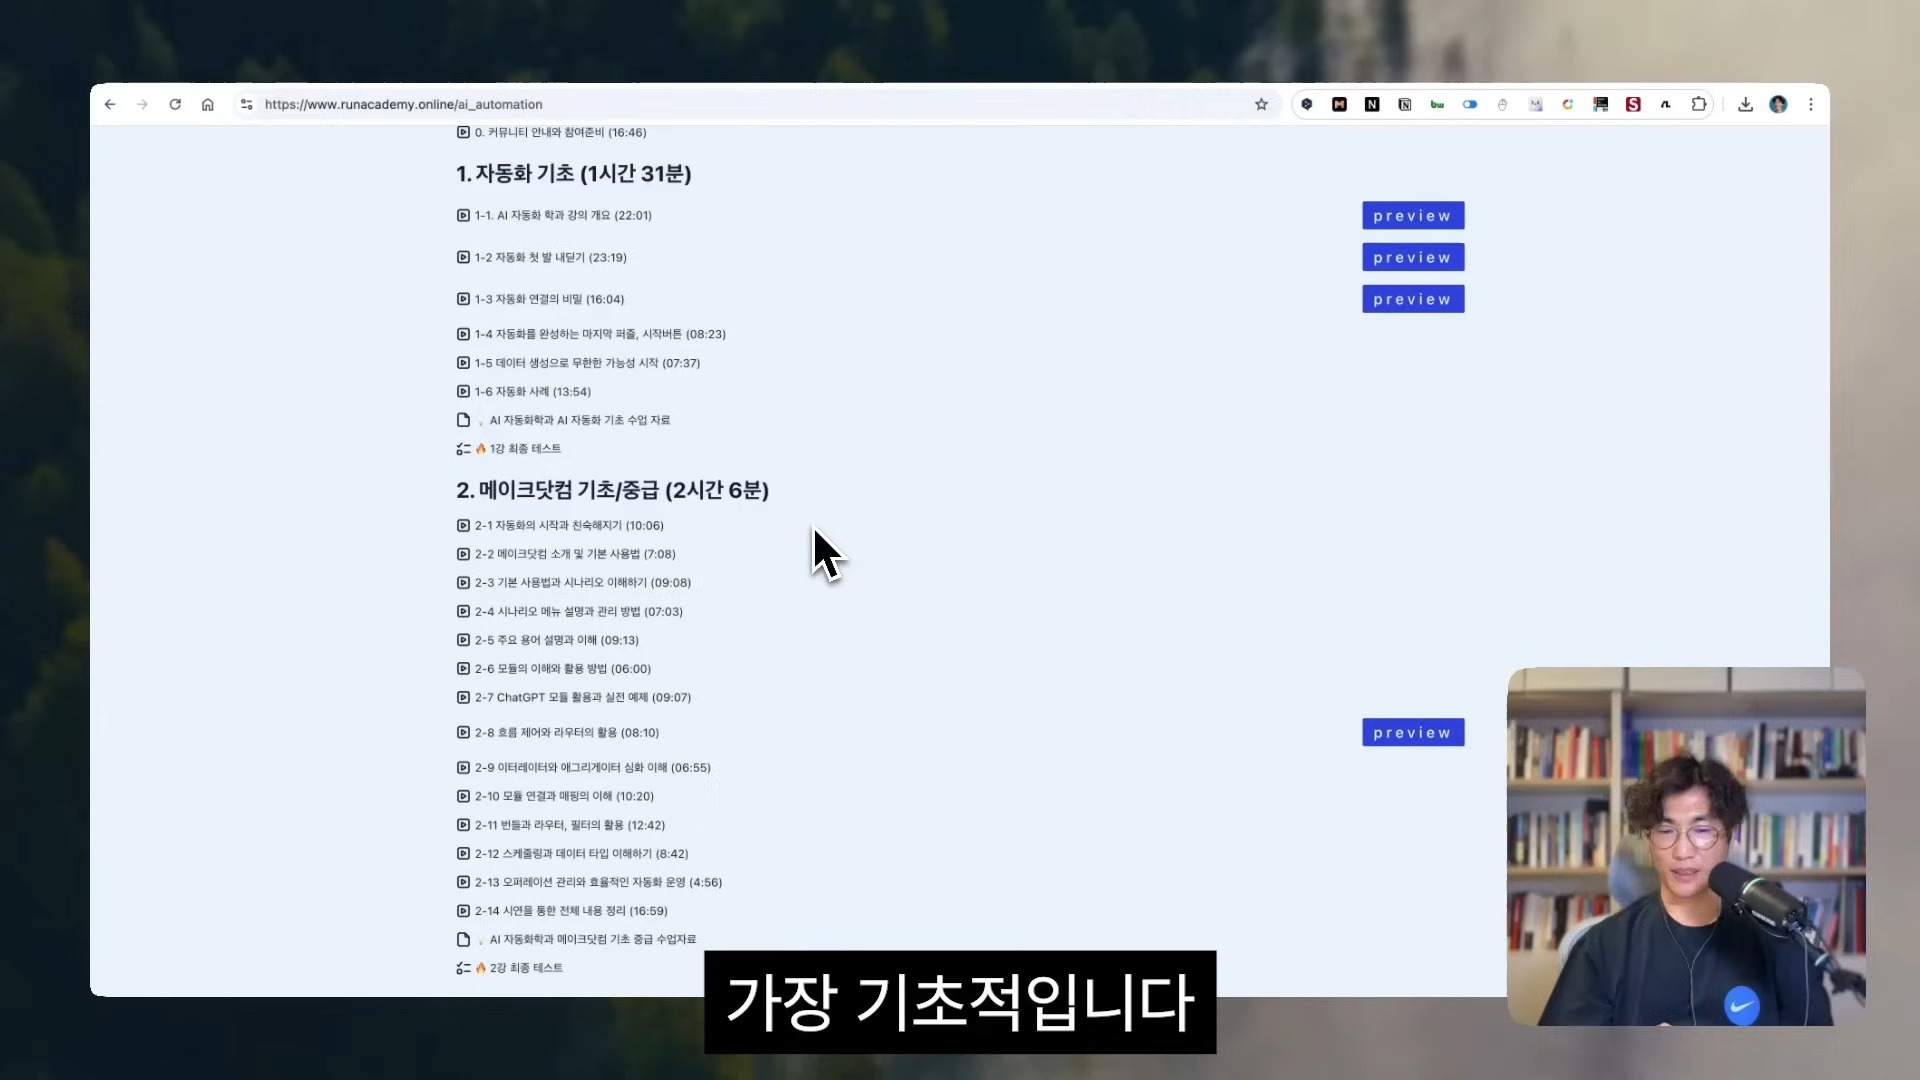 https://www.runacademy.online/ai_automation
0. 커뮤니티 안내와 참여준비 (16:46)
1. 자동화 기초 (1시간 31분)
1-1. AI 자동화 학과 강의 개요 (22:01)
preview
1-2 자동화 첫 발 내딛기 (23:19)
preview
1-3 자동화 연결의 비밀 (16:04)
preview
1-4 자동화를 완성하는 마지막 퍼즐, 시작버튼 (08:23)
1-5 데이터 생성으로 무한한 가능성 시작 (07:37)
1-6 자동화 사례 (13:54)
AI 자동화학과 AI 자동화 기초 수업 자료
🔥 1강 최종 테스트
2. 메이크닷컴 기초/중급 (2시간 6분)
2-1 자동화의 시작과 친숙해지기 (10:06)
2-2 메이크닷컴 소개 및 기본 사용법 (7:08)
2-3 기본 사용법과 시나리오 이해하기 (09:08)
2-4 시나리오 메뉴 설명과 관리 방법 (07:03)
2-5 주요 용어 설명과 이해 (09:13)
2-6 모듈의 이해와 활용 방법 (06:00)
2-7 ChatGPT 모듈 활용과 실전 예제 (09:07)
2-8 흐름 제어와 라우터의 활용 (08:10)
preview
2-9 이터레이터와 애그리게이터 심화 이해 (06:55)
2-10 모듈 연결과 매핑의 이해 (10:20)
2-11 번들과 라우터, 필터의 활용 (12:42)
2-12 스케줄링과 데이터 타입 이해하기 (8:42)
2-13 오퍼레이션 관리와 효율적인 자동화 운영 (4:56)
2-14 시연을 통한 전체 내용 정리 (16:59)
AI 자동화학과 메이크닷컴 기초 중급 수업자료
🔥 2강 최종 테스트
가장 기초적입니다